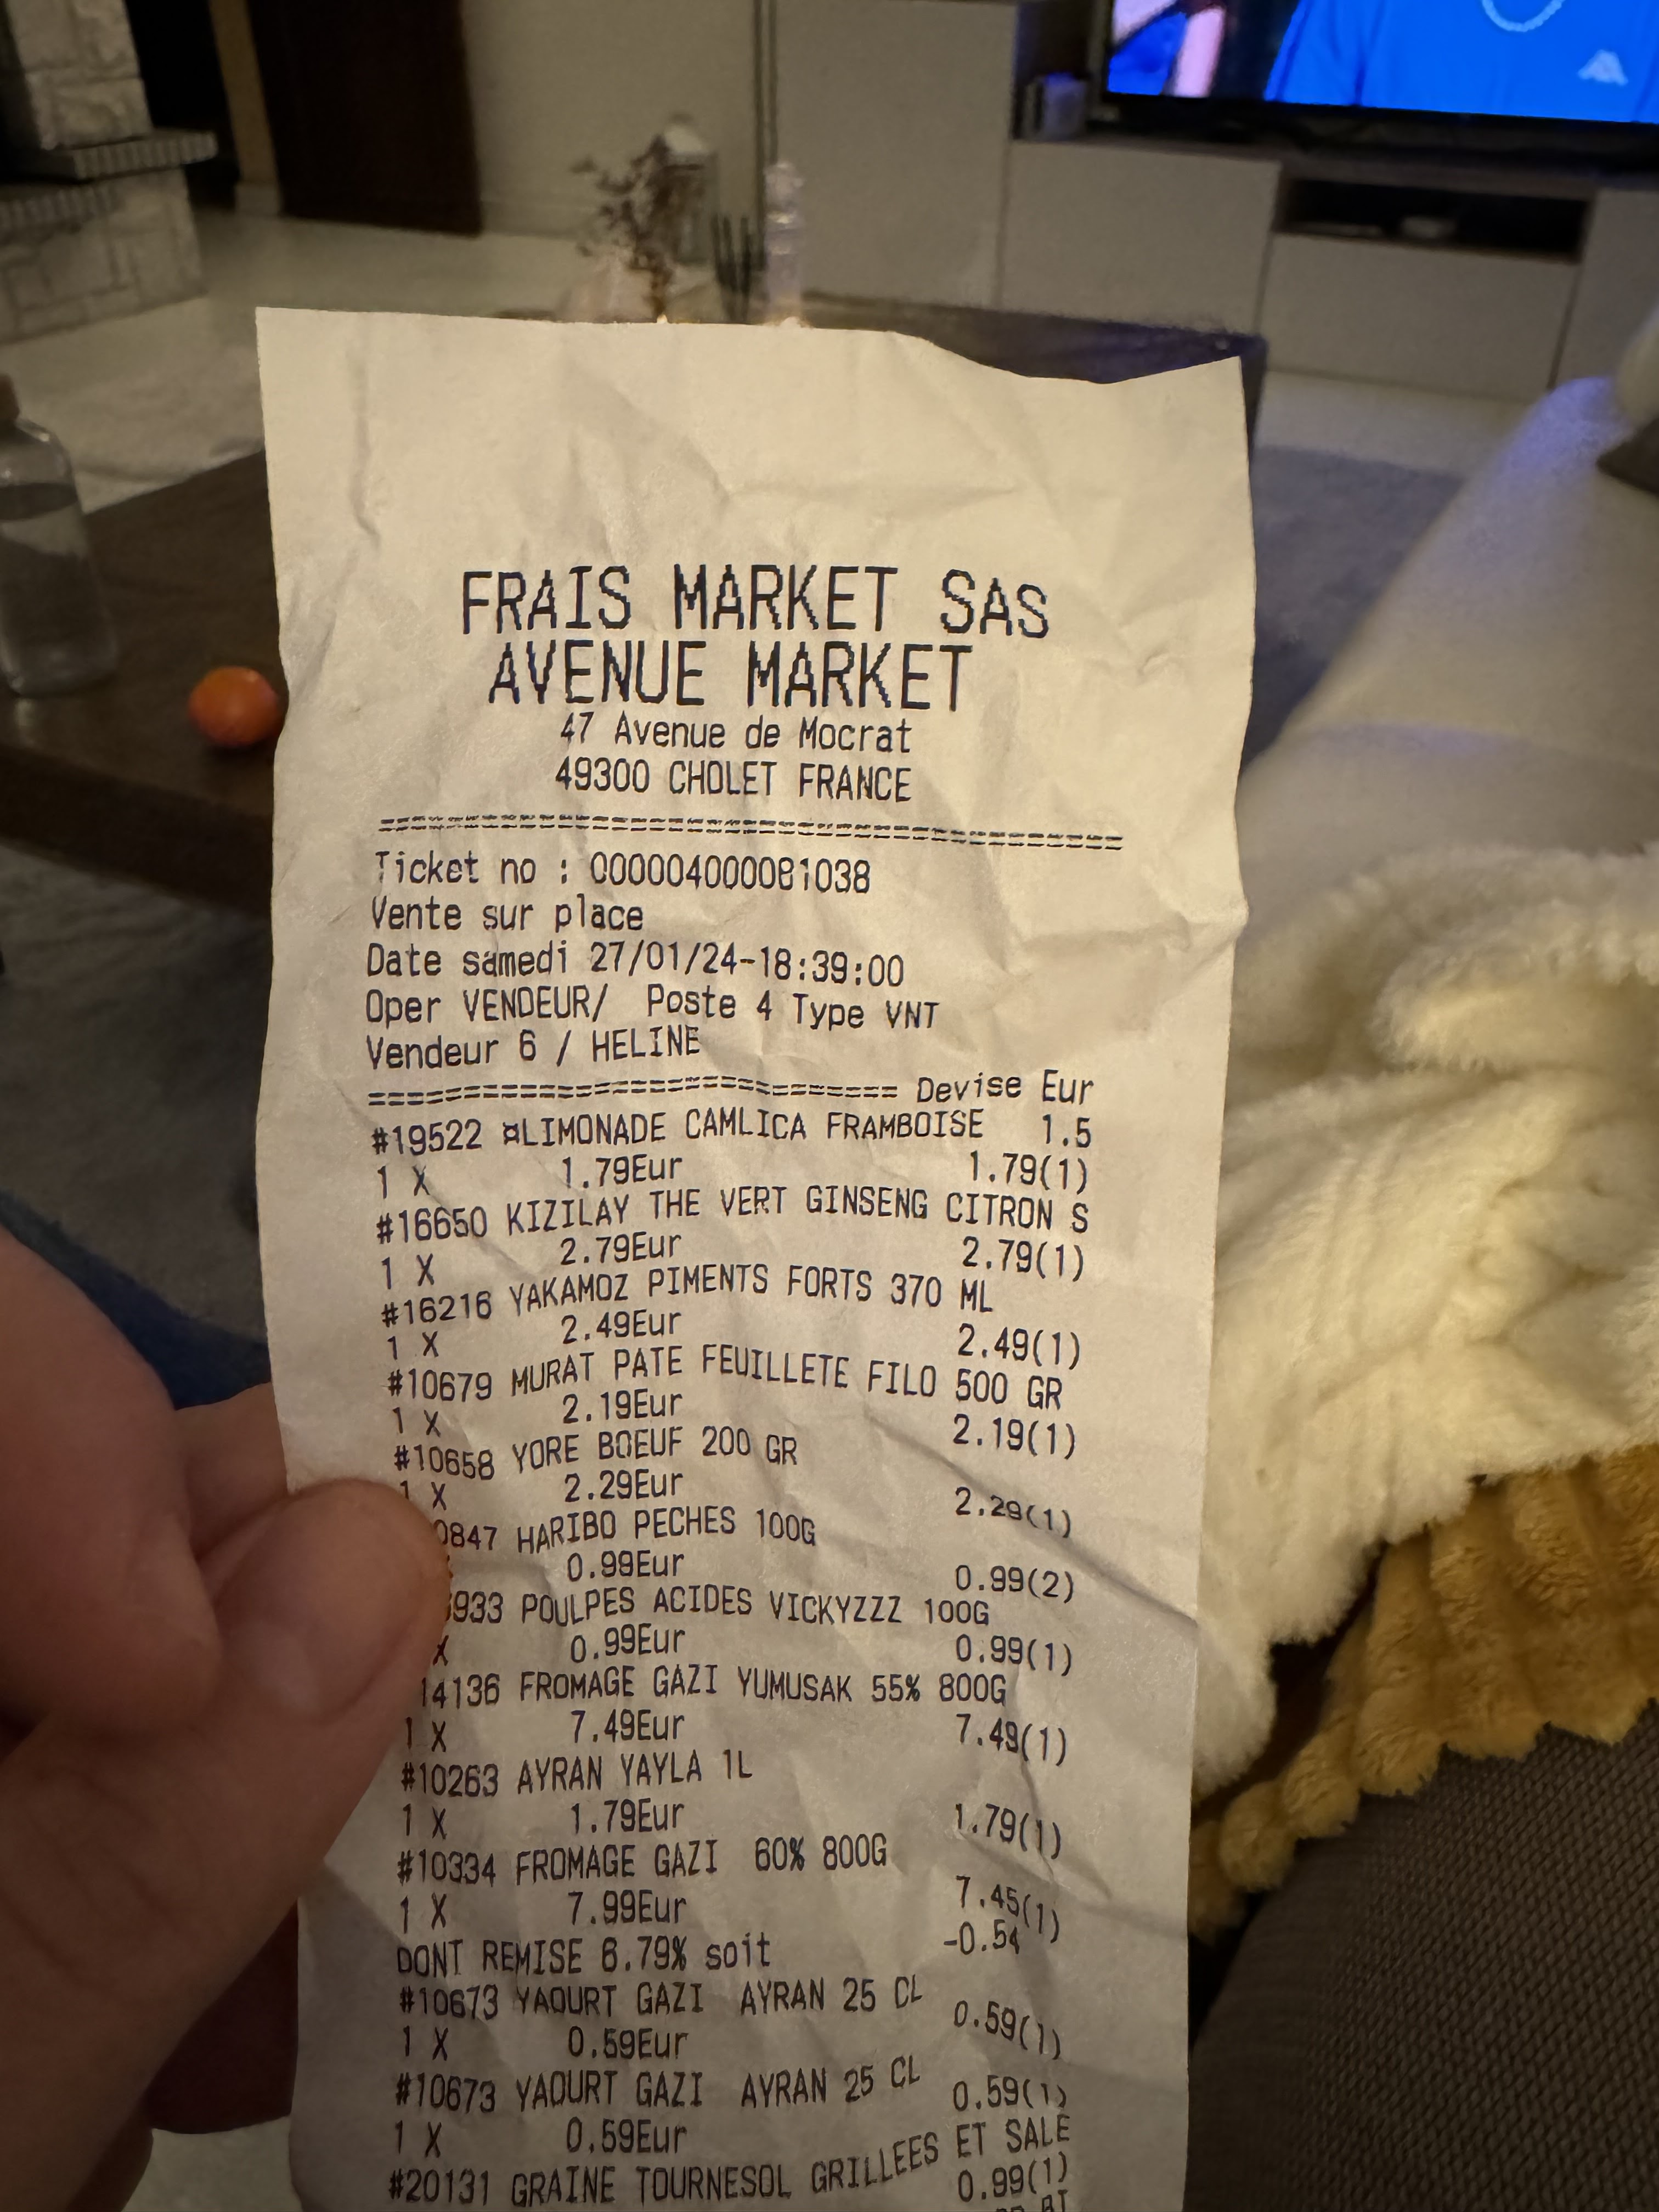 FRAIS MARKET SAS
AVENUE MARKET
47 Avenue de Mocrat
49300 CHOLET FRANCE
===========================================
Ticket no : 000004000081038
Vente sur place
Date samedi 27/01/24-18:39:00
Oper VENDEUR/ Poste 4 Type VNT
Vendeur 6 / HELINE
============================== Devise Eur
#19522 ¤LIMONADE CAMLICA FRAMBOISE 1.5
1 X 1.79Eur 1.79(1)
#16650 KIZILAY THE VERT GINSENG CITRON S
1 X 2.79Eur 2.79(1)
#16216 YAKAMOZ PIMENTS FORTS 370 ML
1 X 2.49Eur 2.49(1)
#10679 MURAT PATE FEUILLETE FILO 500 GR
1 X 2.19Eur 2.19(1)
#10658 YORE BOEUF 200 GR
1 X 2.29Eur 2.29(1)
0847 HARIBO PECHES 100G
0.99Eur 0.99(2)
933 POULPES ACIDES VICKYZZZ 100G
X 0.99Eur 0.99(1)
14136 FROMAGE GAZI YUMUSAK 55% 800G
1 X 7.49Eur 7.49(1)
#10263 AYRAN YAYLA 1L
1 X 1.79Eur 1.79(1)
#10334 FROMAGE GAZI 60% 800G
1 X 7.99Eur 7.45(1)
DONT REMISE 6.79% soit -0.54
#10673 YAOURT GAZI AYRAN 25 CL
1 X 0.59Eur 0.59(1)
#10673 YAOURT GAZI AYRAN 25 CL
1 X 0.59Eur 0.59(1)
#20131 GRAINE TOURNESOL GRILLEES ET SALE
0.99(1)